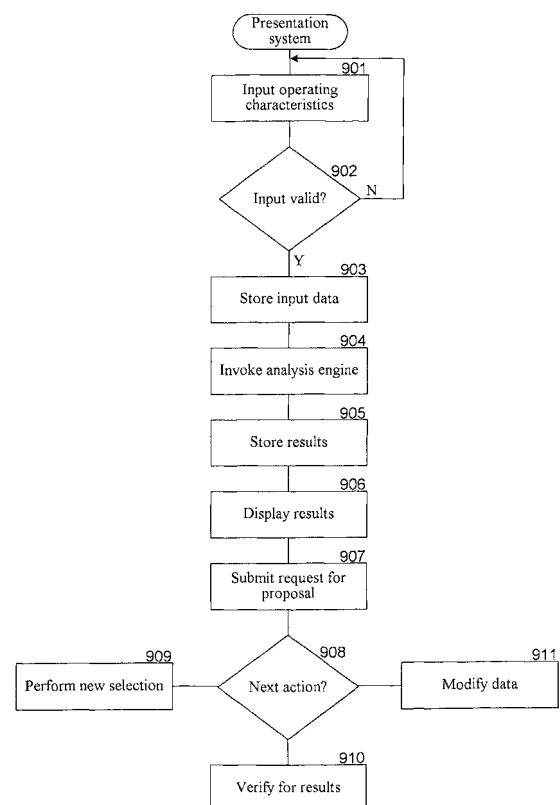 Presentation
system
901
Input operating
characteristics
902
Input valid?
N
Y
903
Store input data
904
Invoke analysis engine
905
Store results
906
Display results
907
Submit request for
proposal
908
Next action?
909
Perform new selection
911
Modify data
910
Verify for results